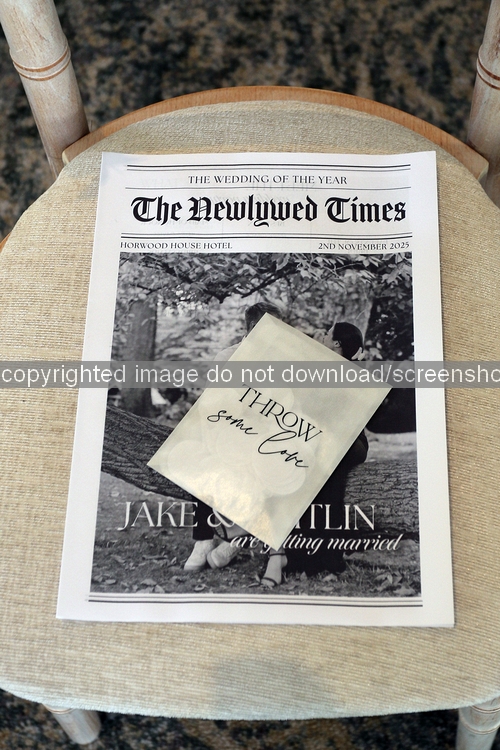 THE WEDDING OF THE YEAR
The Newlywed Times
HORWOOD HOUSE HOTEL 2ND NOVEMBER 2025
copyrighted image do not download/screensho
THROW
some love
JAKE & TLIN
are getting married